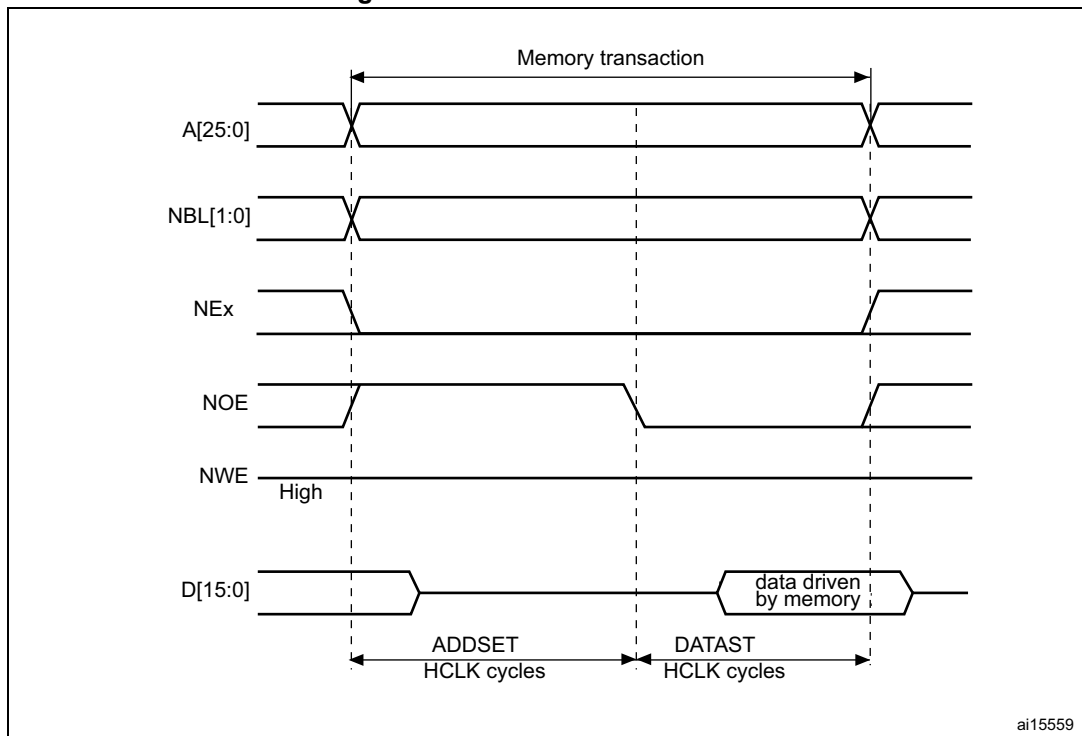 Memory transaction
A[25:0]
NBL[1:0]
NEx
NOE
NWE
High
D[15:0]
data driven
by memory
ADDSET
HCLK cycles
DATAST
HCLK cycles
ai15559